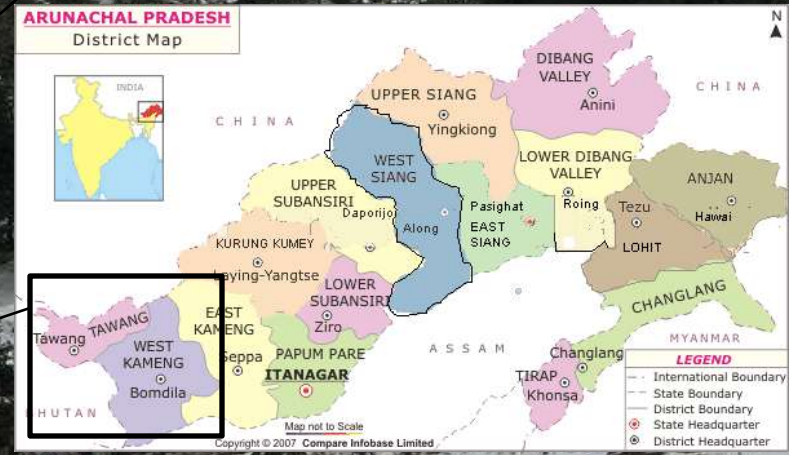 ARUNACHAL PRADESH
District Map
N
INDIA
CHINA
CHINA
DIBANG
VALLEY
Anini
UPPER SIANG
Yingkiong
WEST
SIANG
Along
LOWER DIBANG
VALLEY
Roing
ANJAN
Hawai
UPPER
SUBANSIRI
Daporijo
Pasighat
EAST
SIANG
Tezu
LOHIT
KURUNG KUMEY
Laying-Yangtse
LOWER
SUBANSIRI
Ziro
CHANGLANG
Changlang
TAWANG
Tawang
WEST
KAMENG
Bomdila
EAST
KAMENG
Seppa
PAPUM PARE
ITANAGAR
ASSAM
MYANMAR
TIRAP
Khonsa
BHUTAN
LEGEND
International Boundary
State Boundary
District Boundary
State Headquarter
District Headquarter
Map not to Scale
Copyright © 2007 Compare Infobase Limited